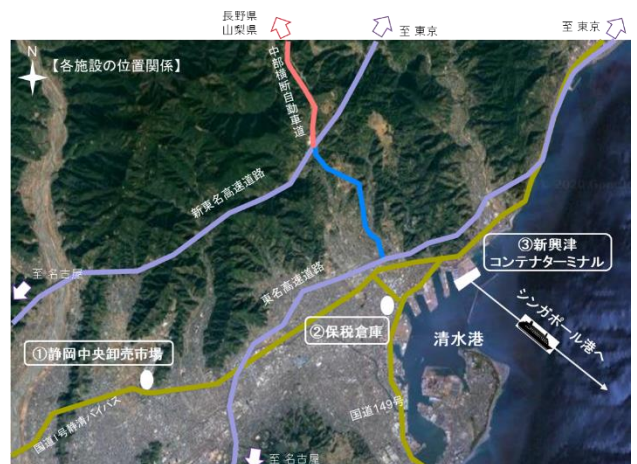 長野県
山梨県
至 東京
至 東京
N
【各施設の位置関係】
中部横断自動車道
新東名高速道路
③新興津
コンテナターミナル
至 名古屋
東名高速道路
シンガポール港へ
②保税倉庫
清水港
①静岡中央卸売市場
国道149号
国道1号静清バイパス
至 名古屋